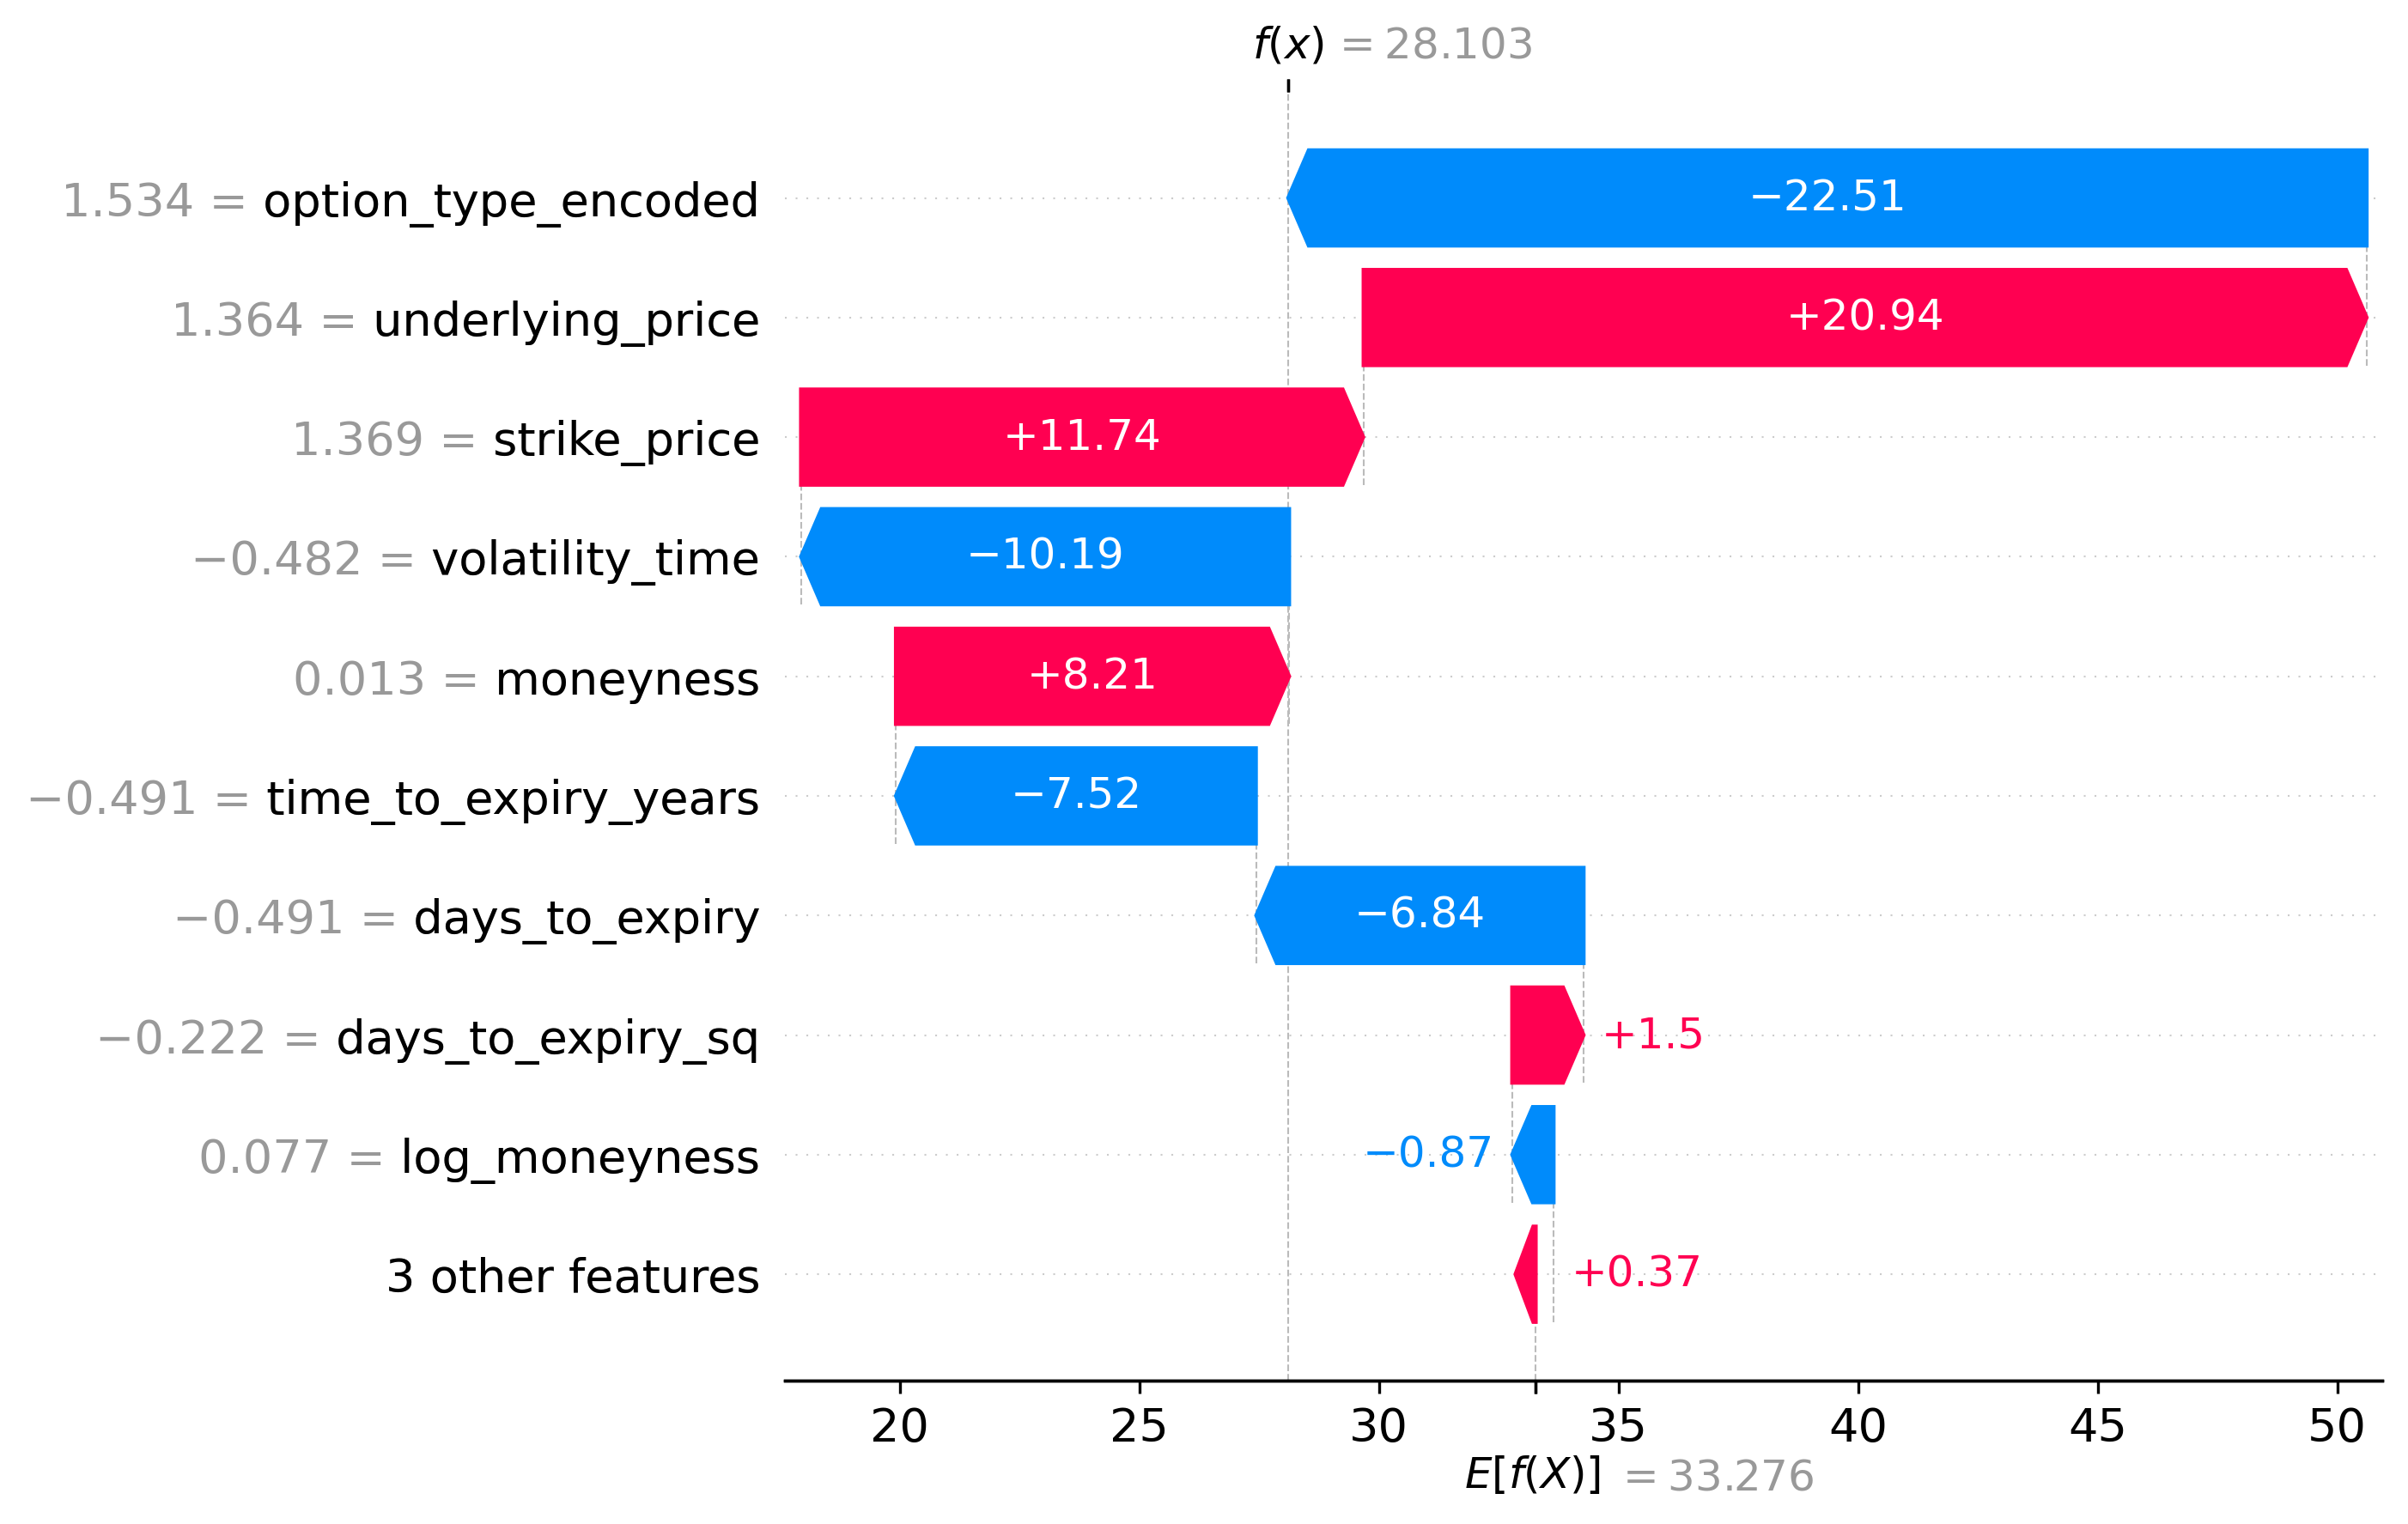 f(x) = 28.103
1.534 = option_type_encoded
−22.51
1.364 = underlying_price
+20.94
1.369 = strike_price
+11.74
−0.482 = volatility_time
−10.19
0.013 = moneyness
+8.21
−0.491 = time_to_expiry_years
−7.52
−0.491 = days_to_expiry
−6.84
−0.222 = days_to_expiry_sq
+1.5
0.077 = log_moneyness
−0.87
3 other features
+0.37
20 25 30 35 40 45 50
E[f(X)] = 33.276